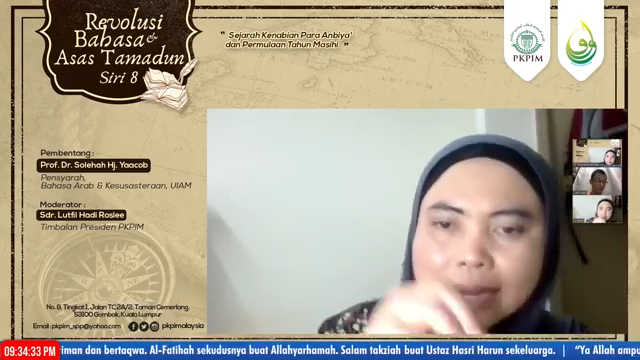 Revolusi
Bahasa &
Asas Tamadun
Siri 8
" Sejarah Kenabian Para Anbiya'
dan Permulaan Tahun Masihi "
PKPIM
Pembentang :
Prof. Dr. Solehah Hj. Yaacob
Pensyarah,
Bahasa Arab & Kesusasteraan, UIAM
Moderator :
Sdr. Lutfil Hadi Roslee
Timbalan Presiden PKPIM
No. 8, Tingkat 1, Jalan TC2A/2, Taman Cemerlang,
53100 Gombak, Kuala Lumpur
Email : pkpim_spp@yahoo.com pkpimalaysia
09:34:33 PM iman dan bertaqwa. Al-Fatihah sekudusnya buat Allahyarhamah. Salam takziah buat Ustaz Hasri Harun sekeluarga. | "Ya Allah